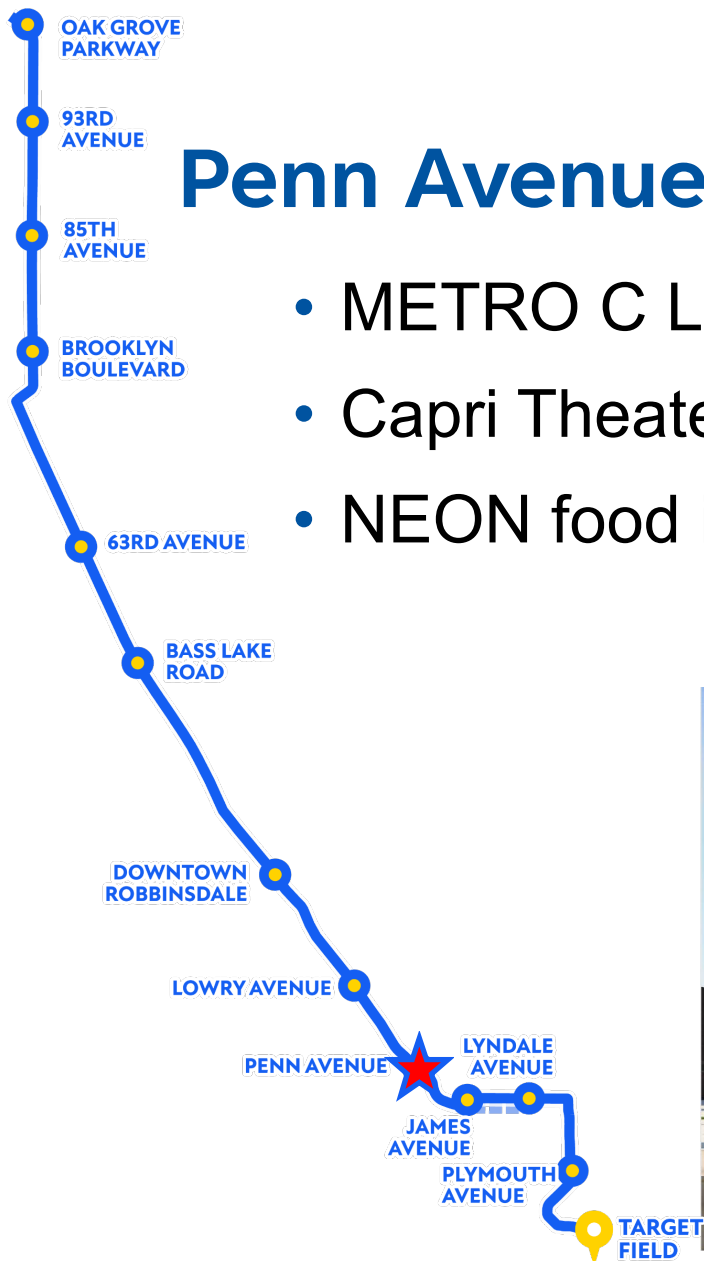 OAK GROVE
PARKWAY
93RD
AVENUE
Penn Avenue
85TH
AVENUE
• METRO C L
BROOKLYN
BOULEVARD
• Capri Theate
• NEON food
63RD AVENUE
BASS LAKE
ROAD
DOWNTOWN
ROBBINSDALE
LOWRY AVENUE
PENN AVENUE
LYNDALE
AVENUE
JAMES
AVENUE
PLYMOUTH
AVENUE
TARGET
FIELD